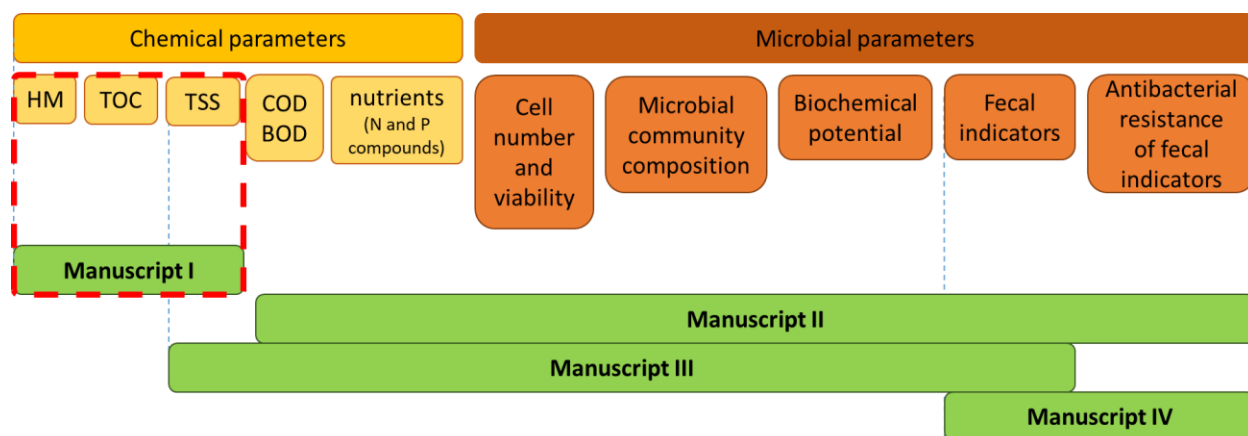 Chemical parameters
Microbial parameters
HM
TOC
TSS
COD
BOD
nutrients
(N and P
compounds)
Cell
number
and
viability
Microbial
community
composition
Biochemical
potential
Fecal
indicators
Antibacterial
resistance
of fecal
indicators
Manuscript I
Manuscript II
Manuscript III
Manuscript IV